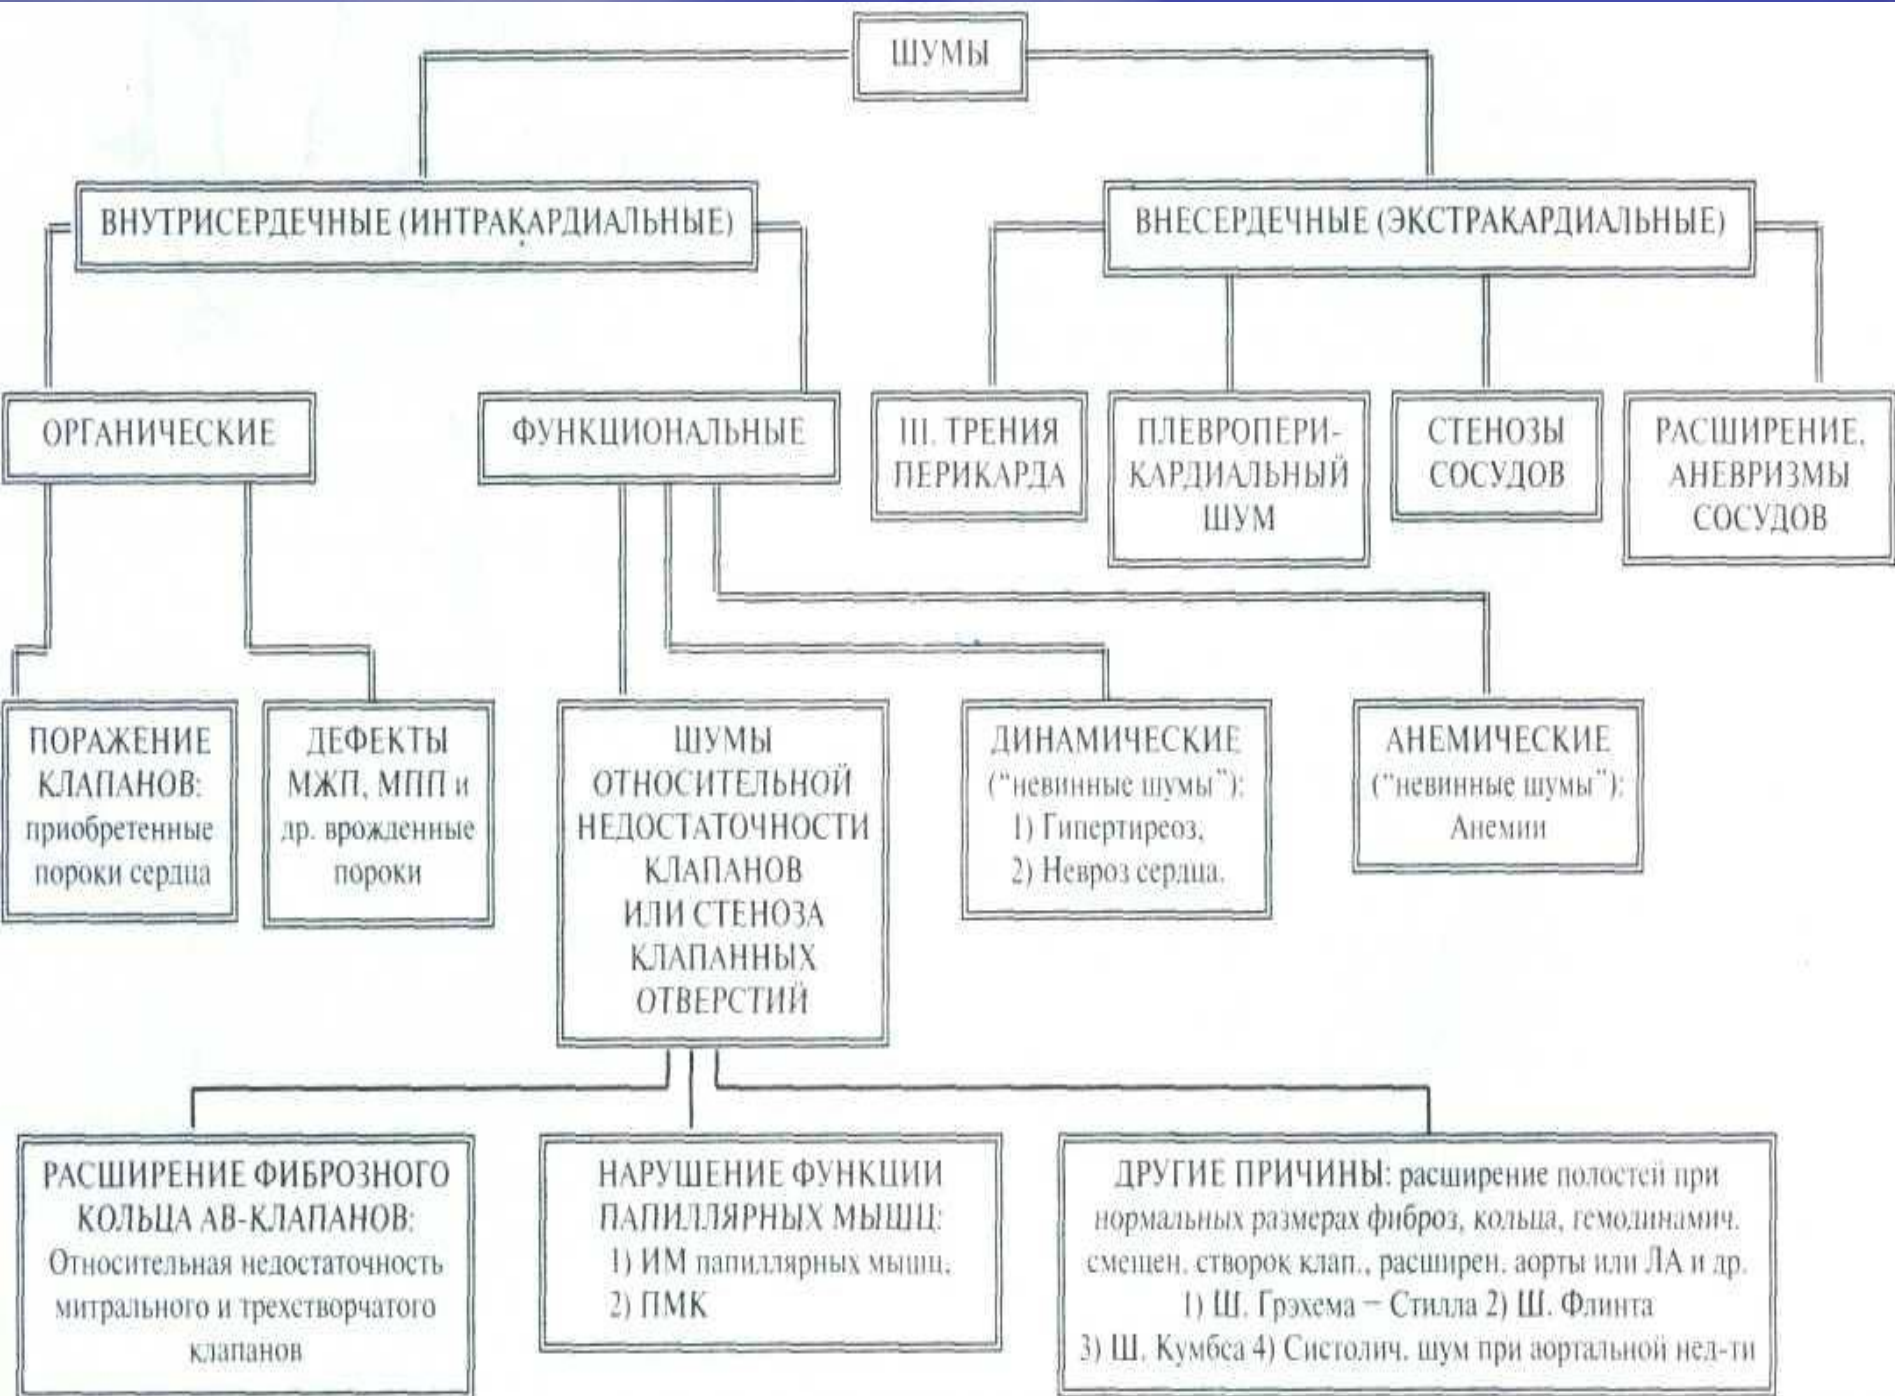 ШУМЫ
ВНУТРИСЕРДЕЧНЫЕ (ИНТРАКАРДИАЛЬНЫЕ)
ВНЕСЕРДЕЧНЫЕ (ЭКСТРАКАРДИАЛЬНЫЕ)
ОРГАНИЧЕСКИЕ
ФУНКЦИОНАЛЬНЫЕ
Ш. ТРЕНИЯ
ПЕРИКАРДА
ПЛЕВРОПЕРИ-
КАРДИАЛЬНЫЙ
ШУМ
СТЕНОЗЫ
СОСУДОВ
РАСШИРЕНИЕ,
АНЕВРИЗМЫ
СОСУДОВ
ПОРАЖЕНИЕ
КЛАПАНОВ:
приобретенные
пороки сердца
ДЕФЕКТЫ
МЖП, МПП и
др. врожденные
пороки
ШУМЫ
ОТНОСИТЕЛЬНОЙ
НЕДОСТАТОЧНОСТИ
КЛАПАНОВ
ИЛИ СТЕНОЗА
КЛАПАННЫХ
ОТВЕРСТИЙ
ДИНАМИЧЕСКИЕ
(“невинные шумы”):
1) Гипертиреоз,
2) Невроз сердца.
АНЕМИЧЕСКИЕ
(“невинные шумы”):
Анемии
РАСШИРЕНИЕ ФИБРОЗНОГО
КОЛЬЦА АВ-КЛАПАНОВ:
Относительная недостаточность
митрального и трехстворчатого
клапанов
НАРУШЕНИЕ ФУНКЦИИ
ПАПИЛЛЯРНЫХ МЫШЦ:
1) ИМ папиллярных мышц,
2) ПМК
ДРУГИЕ ПРИЧИНЫ: расширение полостей при
нормальных размерах фиброз, кольца, гемодинамич.
смещен. створок клап., расширен. аорты или ЛА и др.
1) Ш. Грэхема – Стилла 2) Ш. Флинта
3) Ш. Кумбса 4) Систолич. шум при аортальной нед-ти